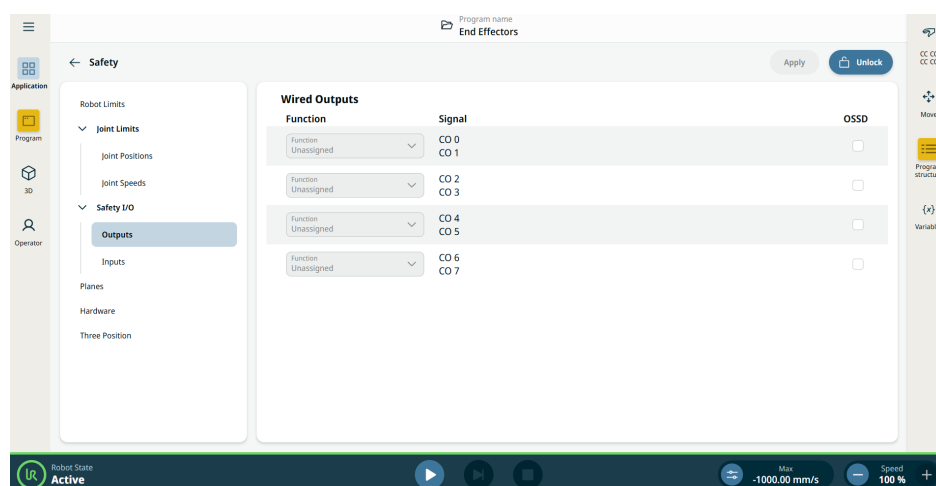 Program name
End Effectors
Safety
Apply
Unlock
Application
Program
3D
Operator
Robot Limits
Joint Limits
Joint Positions
Joint Speeds
Safety I/O
Outputs
Inputs
Planes
Hardware
Three Position
Wired Outputs
Function Signal OSSD
Function
Unassigned
CO 0
CO 1
Function
Unassigned
CO 2
CO 3
Function
Unassigned
CO 4
CO 5
Function
Unassigned
CO 6
CO 7
Move
{x}
Robot State
Active
Max
-1000.00 mm/s
Speed
100 %